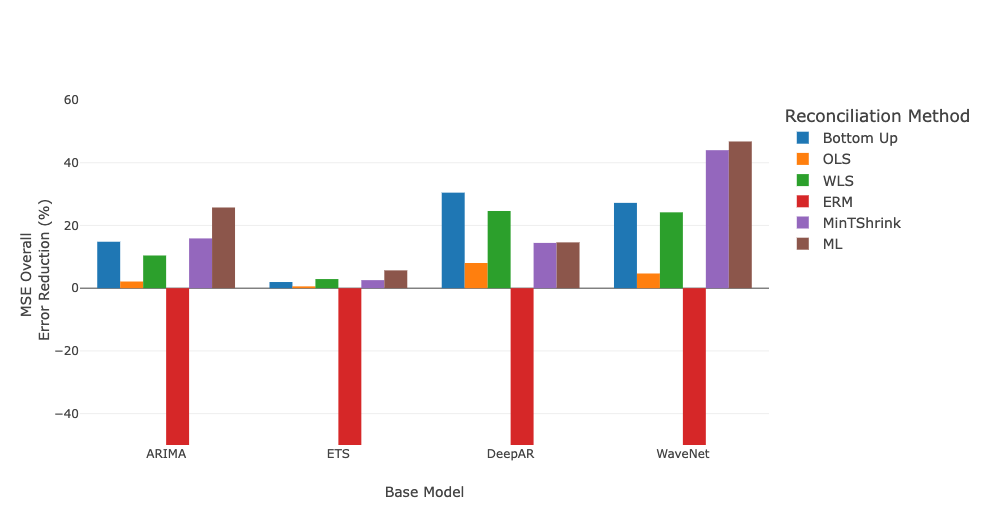 60
40
20
0
−20
−40
MSE Overall
Error Reduction (%)
ARIMA
ETS
DeepAR
WaveNet
Base Model
Reconciliation Method
Bottom Up
OLS
WLS
ERM
MinTShrink
ML